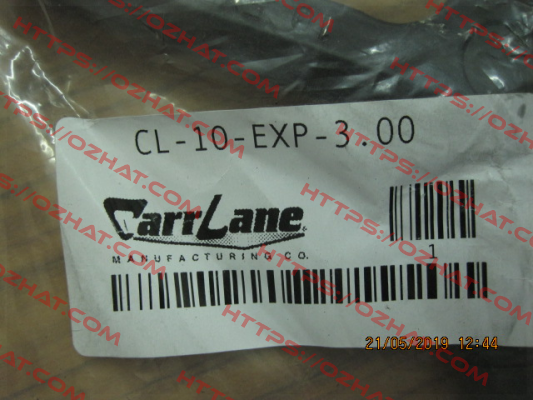 CL-10-EXP-3.00
CarrLane
MANUFACTURING CO.
1
21/05/2019 12:44
HTTPS://OZHAT.COM